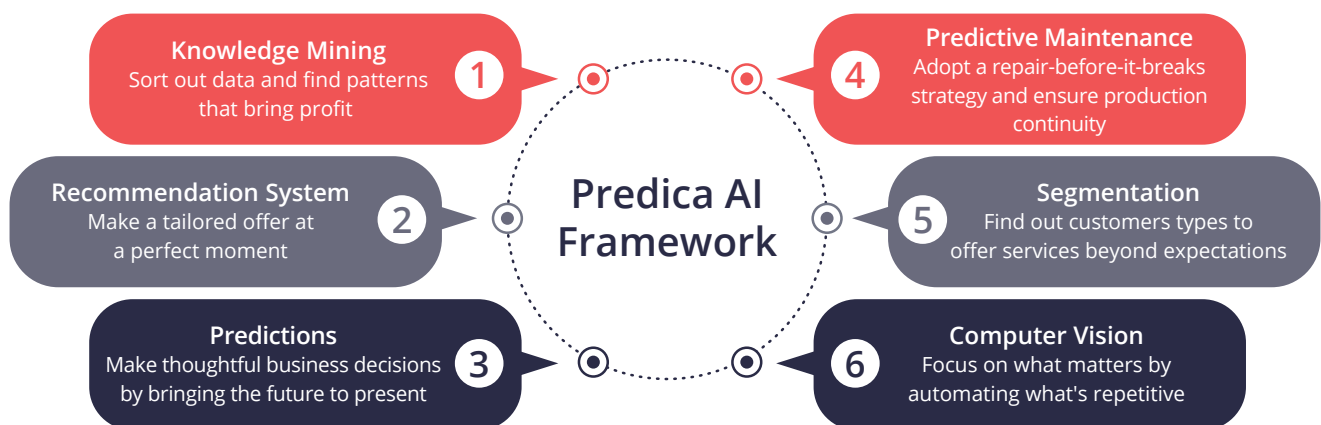 Knowledge Mining
Sort out data and find patterns
that bring profit
1
Recommendation System
Make a tailored offer at
a perfect moment
2
Predictions
Make thoughtful business decisions
by bringing the future to present
3
Predica AI
Framework
4
Predictive Maintenance
Adopt a repair-before-it-breaks
strategy and ensure production
continuity
5
Segmentation
Find out customers types to
offer services beyond expectations
6
Computer Vision
Focus on what matters by
automating what's repetitive